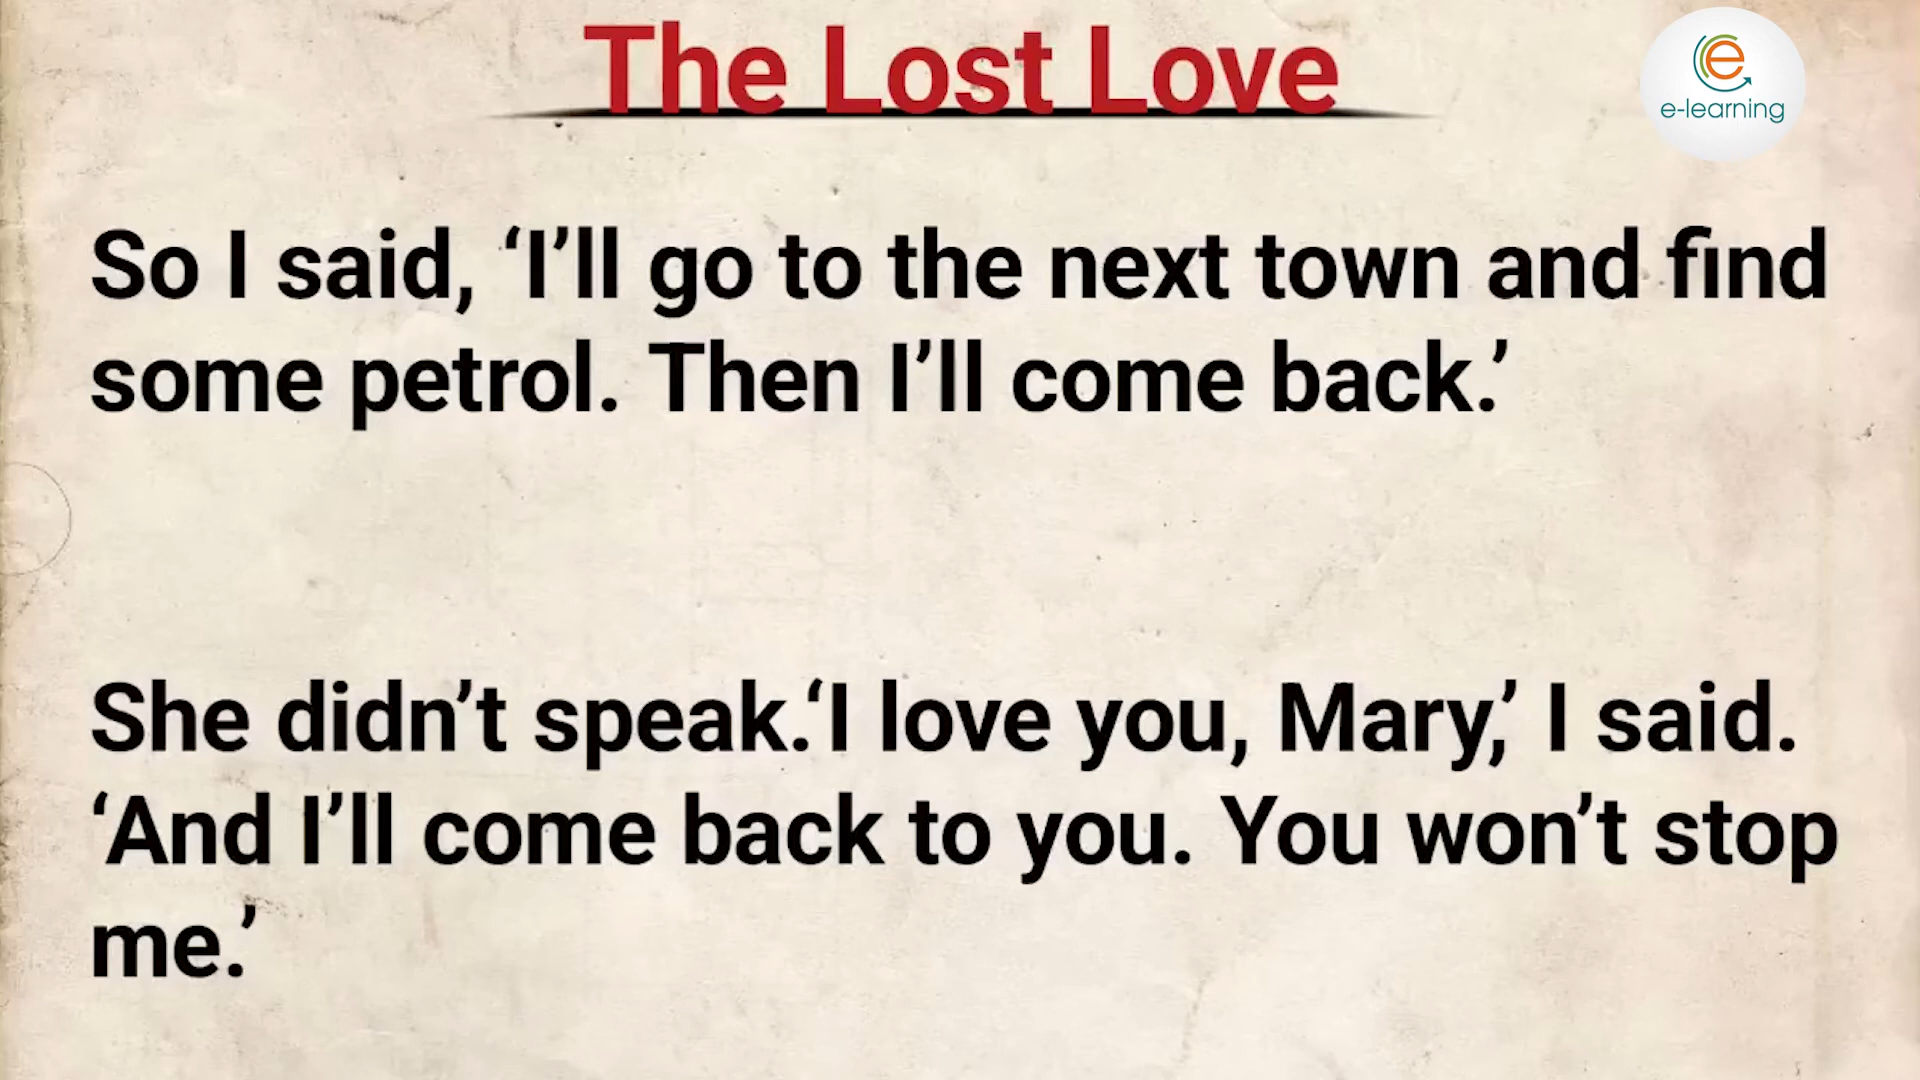 The Lost Love
e
e-learning
So I said, ‘I’ll go to the next town and find
some petrol. Then I’ll come back.’
She didn’t speak.‘I love you, Mary,’ I said.
‘And I’ll come back to you. You won’t stop
me.’